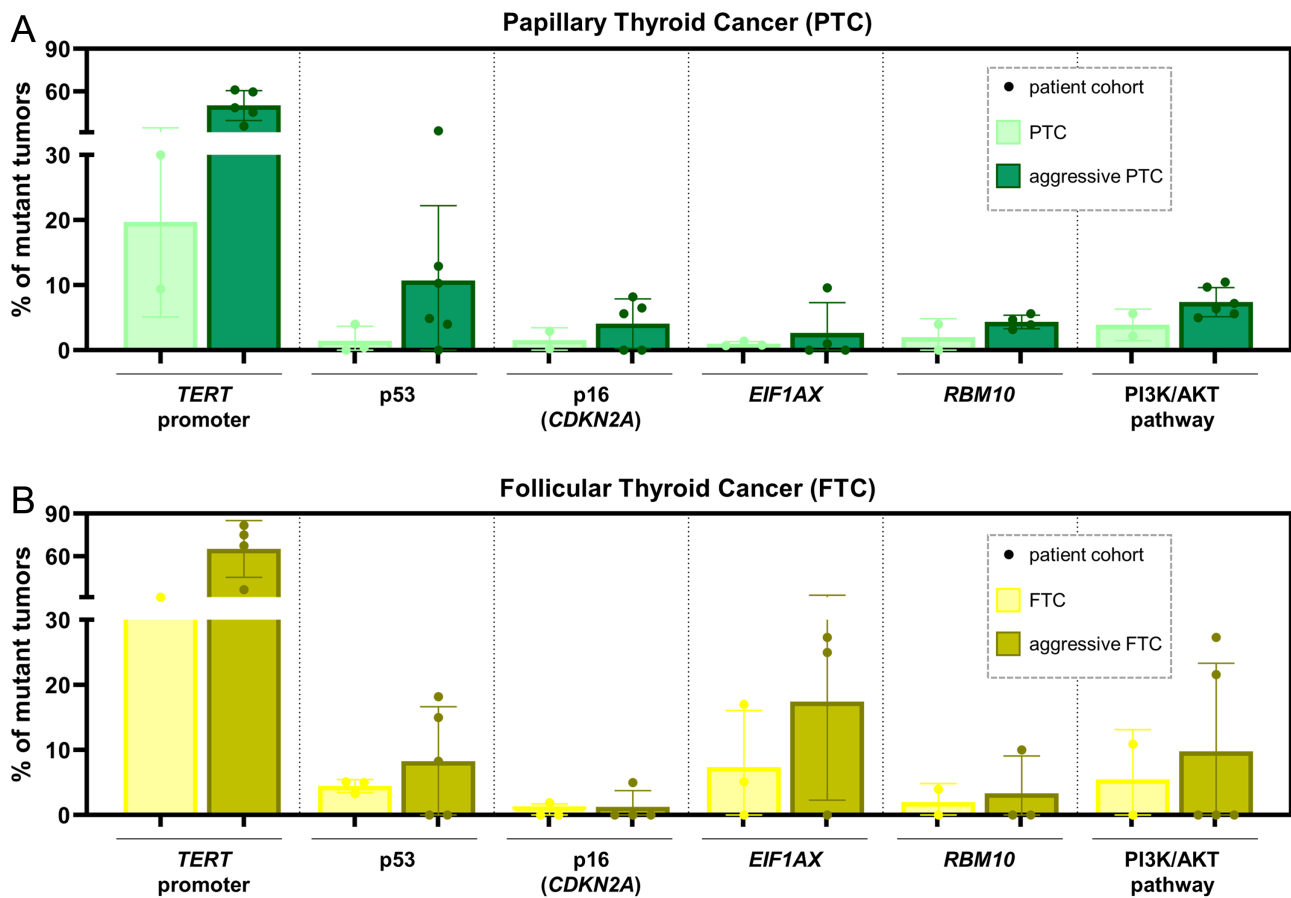 A
Papillary Thyroid Cancer (PTC)
% of mutant tumors
90
60
30
20
10
0
patient cohort
PTC
aggressive PTC
TERT promoter
p53
p16 (CDKN2A)
EIF1AX
RBM10
PI3K/AKT pathway
B
Follicular Thyroid Cancer (FTC)
% of mutant tumors
90
60
30
20
10
0
patient cohort
FTC
aggressive FTC
TERT promoter
p53
p16 (CDKN2A)
EIF1AX
RBM10
PI3K/AKT pathway